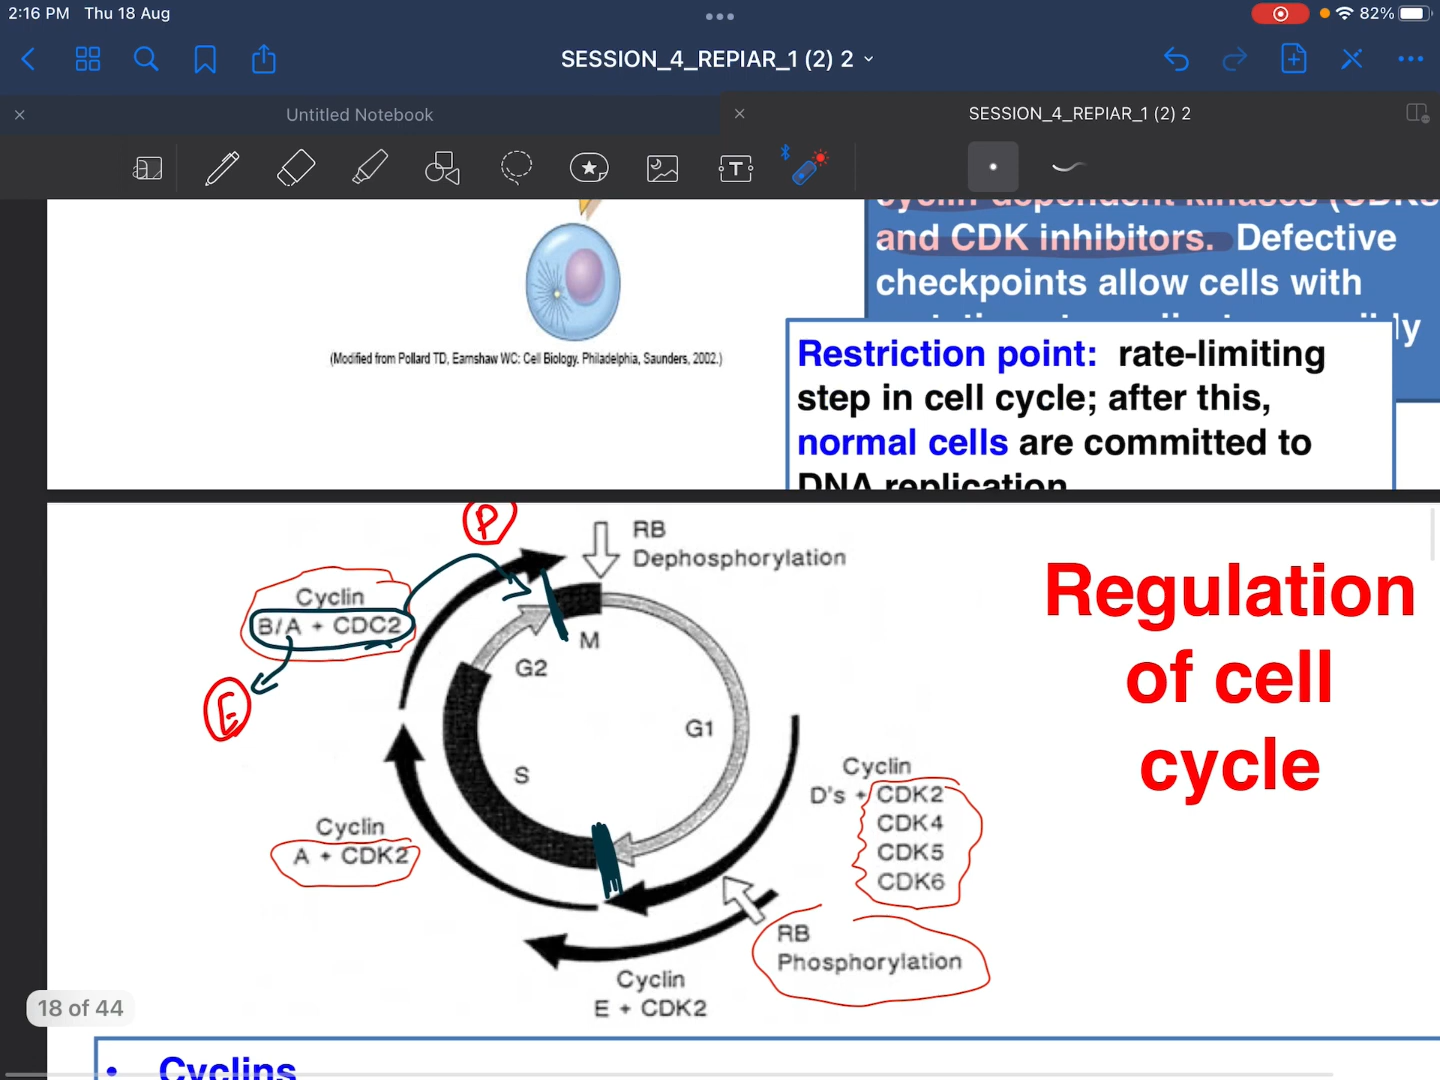 2:16 PM Thu 18 Aug
82%
SESSION_4_REPIAR_1 (2) 2
Untitled Notebook
SESSION_4_REPIAR_1 (2) 2
and CDK inhibitors. Defective
checkpoints allow cells with
(Modified from Pollard TD, Earnshaw WC: Cell Biology. Philadelphia, Saunders, 2002.)
Restriction point: rate-limiting
step in cell cycle; after this,
normal cells are committed to
DNA replication
P
RB
Dephosphorylation
Cyclin
B/A + CDC2
E
M
G2
G1
S
Cyclin
D's + CDK2
CDK4
CDK5
CDK6
Cyclin
A + CDK2
RB
Phosphorylation
Cyclin
E + CDK2
Regulation
of cell
cycle
18 of 44
• Cyclins